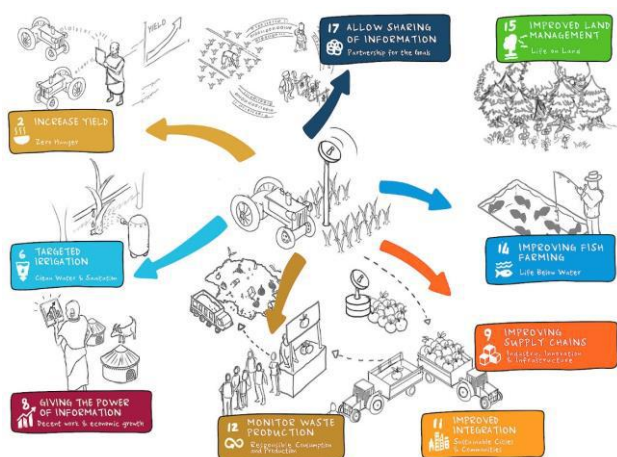 YIELD
17 ALLOW SHARING
OF INFORMATION
Partnership for the Goals
15 IMPROVED LAND
MANAGEMENT
Life on Land
2 INCREASE YIELD
Zero Hunger
6 TARGETED
IRRIGATION
Clean Water & Sanitation
14 IMPROVING FISH
FARMING
Life Below Water
9 IMPROVING
SUPPLY CHAINS
Industry, Innovation
& Infrastructure
8 GIVING THE POWER
OF INFORMATION
Decent work & economic growth
12 MONITOR WASTE
PRODUCTION
Responsible Consumption
and Production
11 IMPROVED
INTEGRATION
Sustainable Cities
& Communities